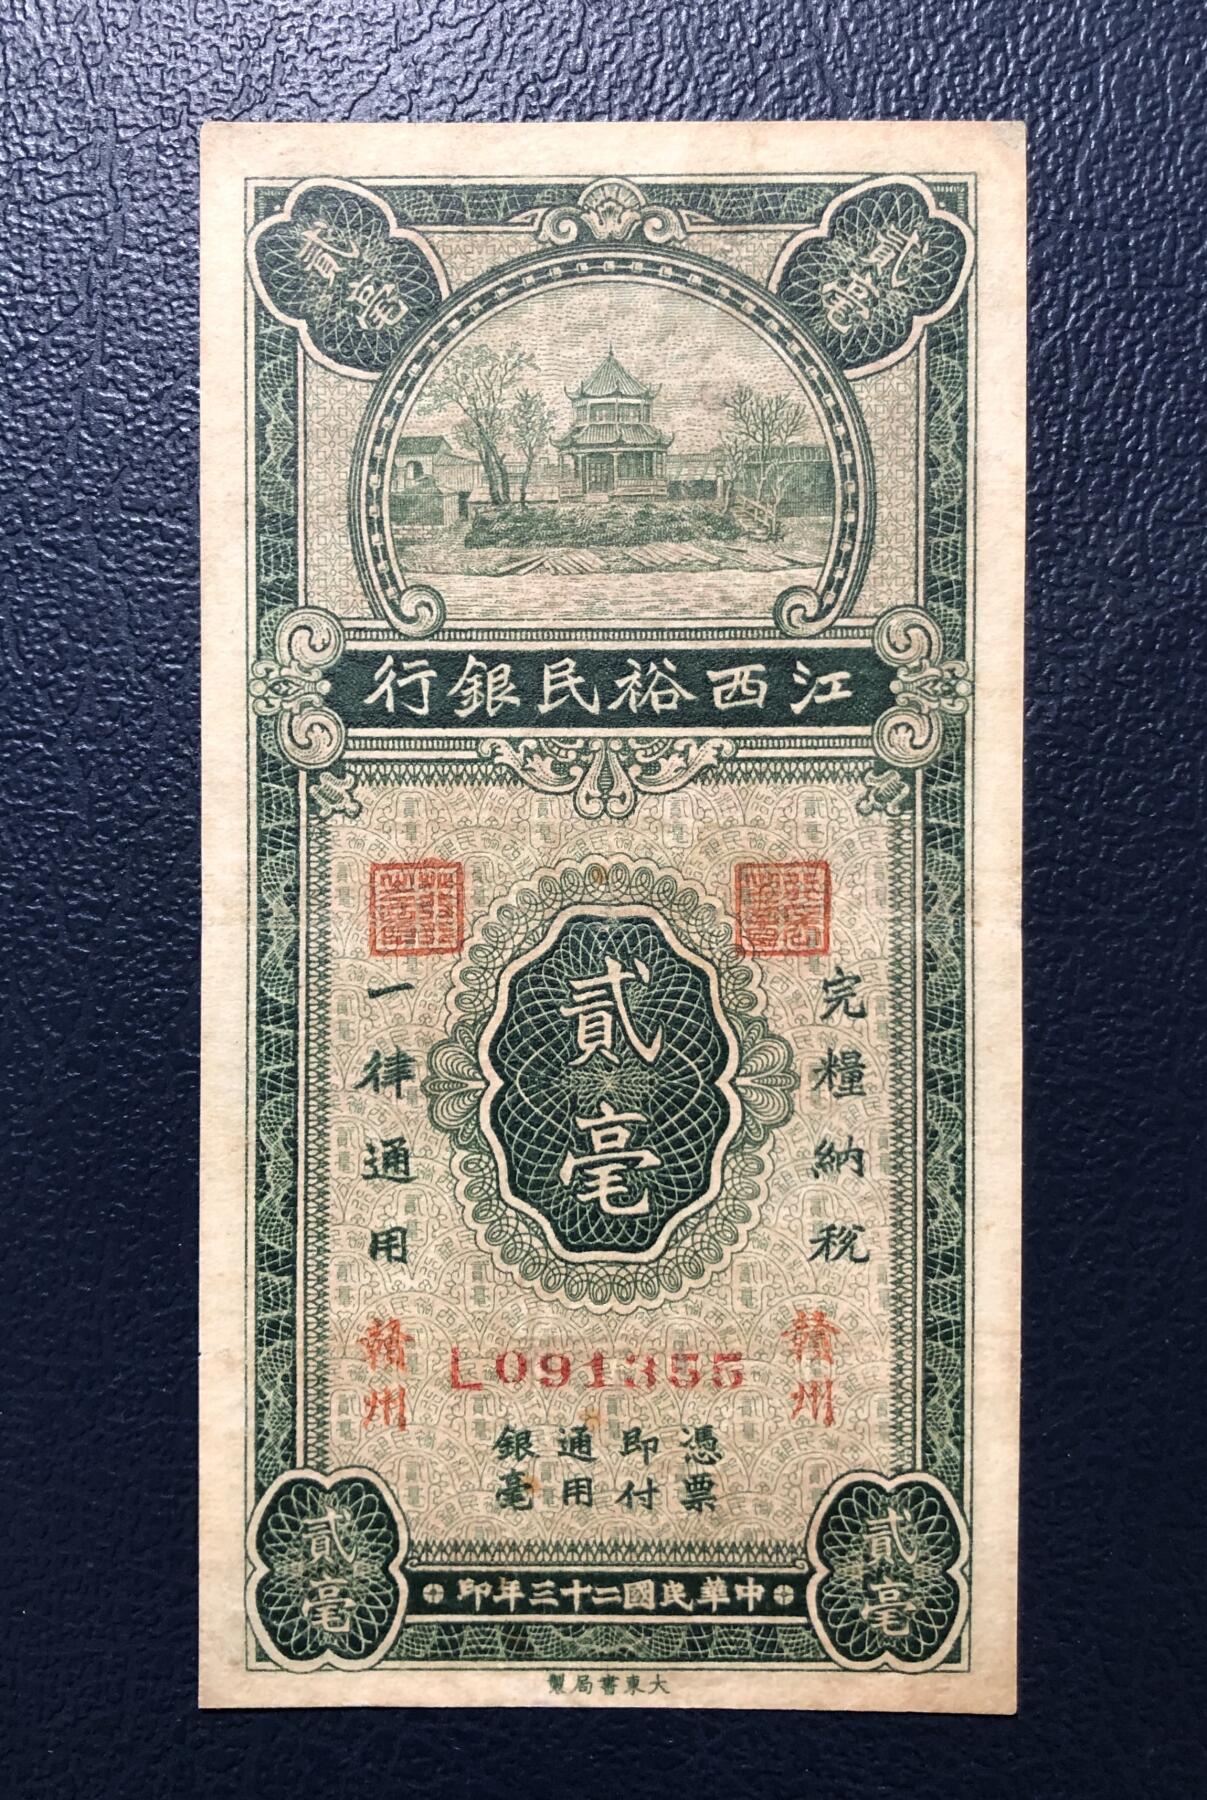 貳毫
貳毫
江西裕民銀行
完糧納稅
貳毫
一律通用
贛州
L091355
贛州
憑票
即付
通用
銀毫
貳毫
中華民國二十三年印
貳毫
大東書局製